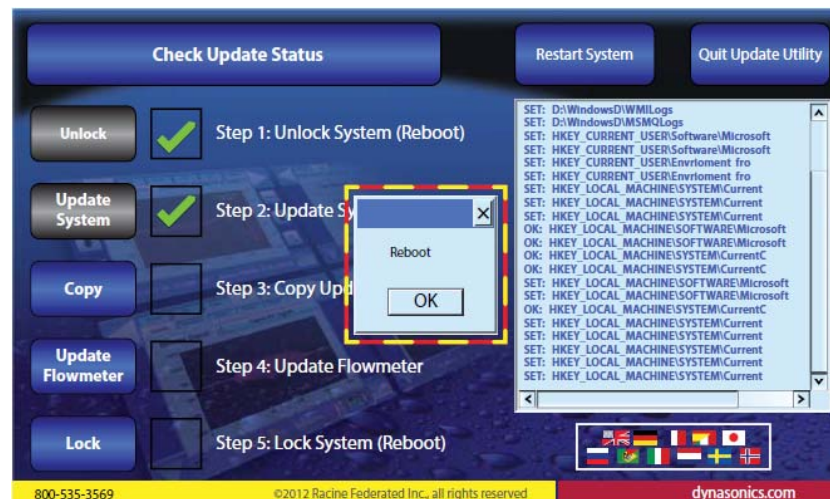 Check Update Status
Restart System
Quit Update Utility
Unlock
Step 1: Unlock System (Reboot)
Update
System
Step 2: Update Sy
Copy
Step 3: Copy Upd
Update
Flowmeter
Step 4: Update Flowmeter
Lock
Step 5: Lock System (Reboot)
Reboot
OK
SET: D:\WindowsD\WMILogs
SET: D:\WindowsD\MSMQLogs
SET: HKEY_CURRENT_USER\Software\Microsoft
SET: HKEY_CURRENT_USER\Software\Microsoft
SET: HKEY_CURRENT_USER\Envrioment fro
SET: HKEY_CURRENT_USER\Envrioment fro
SET: HKEY_LOCAL_MACHINE\SYSTEM\Current
SET: HKEY_LOCAL_MACHINE\SYSTEM\Current
SET: HKEY_LOCAL_MACHINE\SYSTEM\Current
OK: HKEY_LOCAL_MACHINE\SOFTWARE\Microsoft
OK: HKEY_LOCAL_MACHINE\SOFTWARE\Microsoft
OK: HKEY_LOCAL_MACHINE\SYSTEM\CurrentC
OK: HKEY_LOCAL_MACHINE\SYSTEM\CurrentC
SET: HKEY_LOCAL_MACHINE\SOFTWARE\Microsoft
SET: HKEY_LOCAL_MACHINE\SOFTWARE\Microsoft
OK: HKEY_LOCAL_MACHINE\SYSTEM\CurrentC
SET: HKEY_LOCAL_MACHINE\SYSTEM\Current
SET: HKEY_LOCAL_MACHINE\SYSTEM\Current
SET: HKEY_LOCAL_MACHINE\SYSTEM\Current
SET: HKEY_LOCAL_MACHINE\SYSTEM\Current
SET: HKEY_LOCAL_MACHINE\SYSTEM\Current
800-535-3569
©2012 Racine Federated Inc., all rights reserved
dynasonics.com